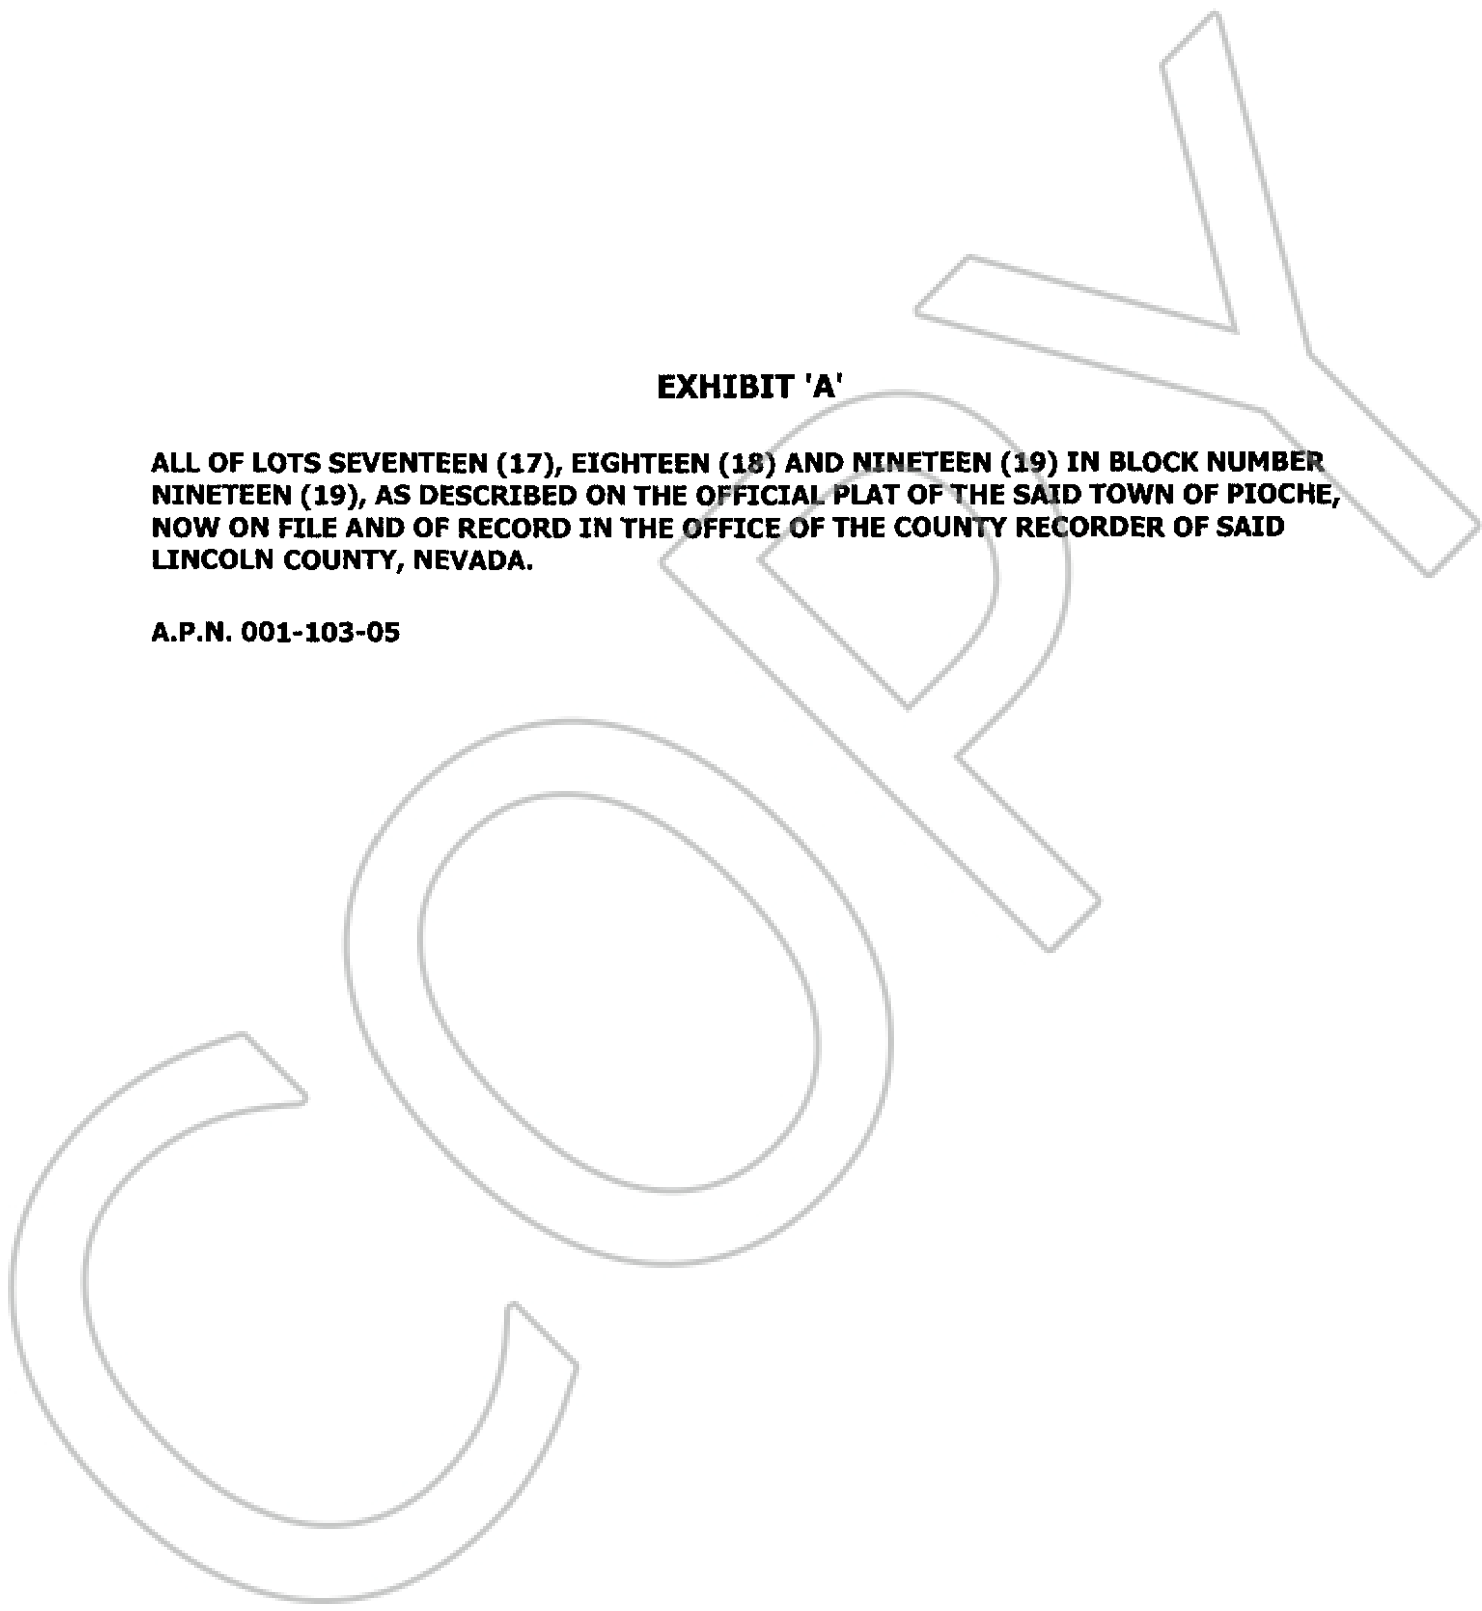 EXHIBIT 'A'
ALL OF LOTS SEVENTEEN (17), EIGHTEEN (18) AND NINETEEN (19) IN BLOCK NUMBER
NINETEEN (19), AS DESCRIBED ON THE OFFICIAL PLAT OF THE SAID TOWN OF PIOCHE,
NOW ON FILE AND OF RECORD IN THE OFFICE OF THE COUNTY RECORDER OF SAID
LINCOLN COUNTY, NEVADA.
A.P.N. 001-103-05
COPY